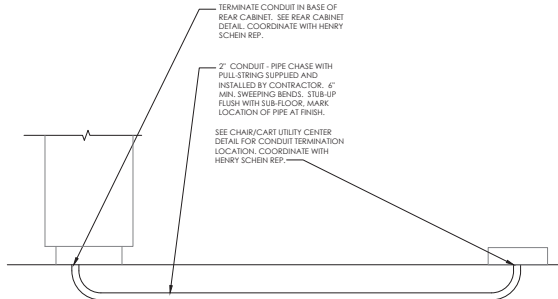 TERMINATE CONDUIT IN BASE OF
REAR CABINET. SEE REAR CABINET
DETAIL. COORDINATE WITH HENRY
SCHEIN REP.
2" CONDUIT - PIPE CHASE WITH
PULL-STRING SUPPLIED AND
INSTALLED BY CONTRACTOR. 6"
MIN. SWEEPING BENDS. STUB-UP
FLUSH WITH SUB-FLOOR, MARK
LOCATION OF PIPE AT FINISH.
SEE CHAIR/CART UTILITY CENTER
DETAIL FOR CONDUIT TERMINATION
LOCATION. COORDINATE WITH
HENRY SCHEIN REP.